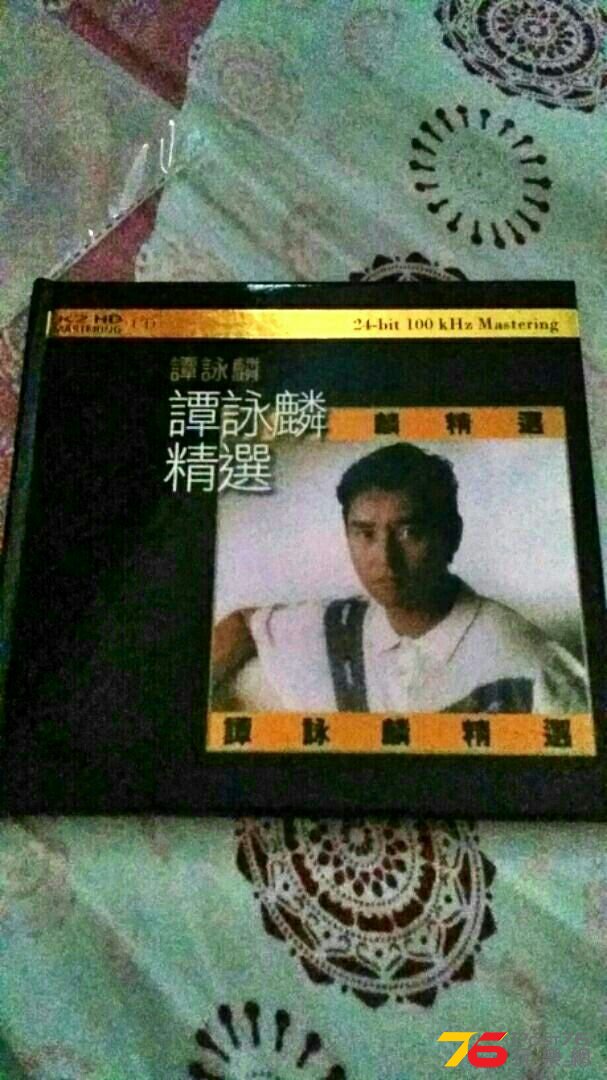 K2 HD
MASTERING CD
24-bit 100 kHz Mastering
譚詠麟
譚詠麟
精選
麟精選
譚詠麟精選
76